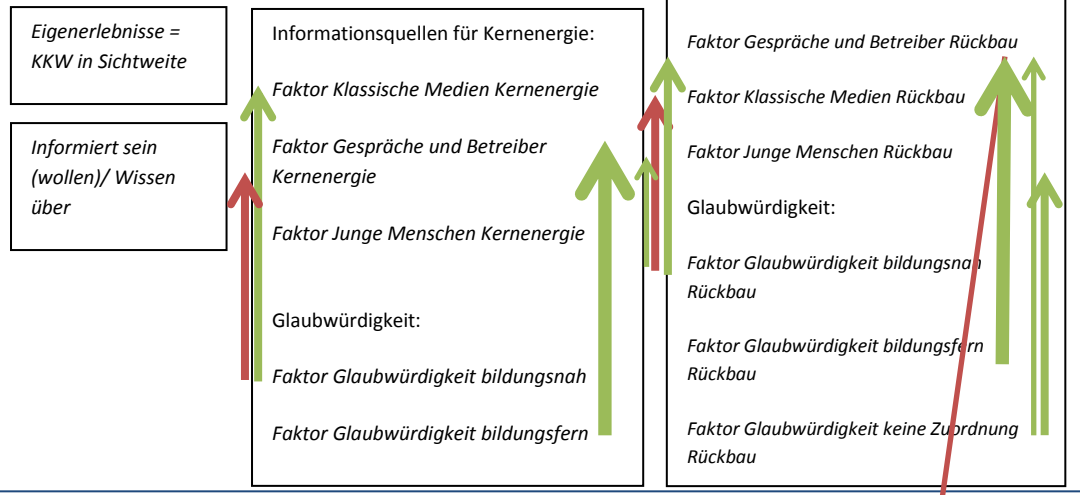 Eigenerlebnisse =
KKW in Sichtweite
Informiert sein
(wollen)/ Wissen
über
Informationsquellen für Kernenergie:
Faktor Klassische Medien Kernenergie
Faktor Gespräche und Betreiber
Kernenergie
Faktor Junge Menschen Kernenergie
Glaubwürdigkeit:
Faktor Glaubwürdigkeit bildungsnah
Faktor Glaubwürdigkeit bildungsfern
Faktor Gespräche und Betreiber Rückbau
Faktor Klassische Medien Rückbau
Faktor Junge Menschen Rückbau
Glaubwürdigkeit:
Faktor Glaubwürdigkeit bildungsnah
Rückbau
Faktor Glaubwürdigkeit bildungsfern
Rückbau
Faktor Glaubwürdigkeit keine Zuordnung
Rückbau